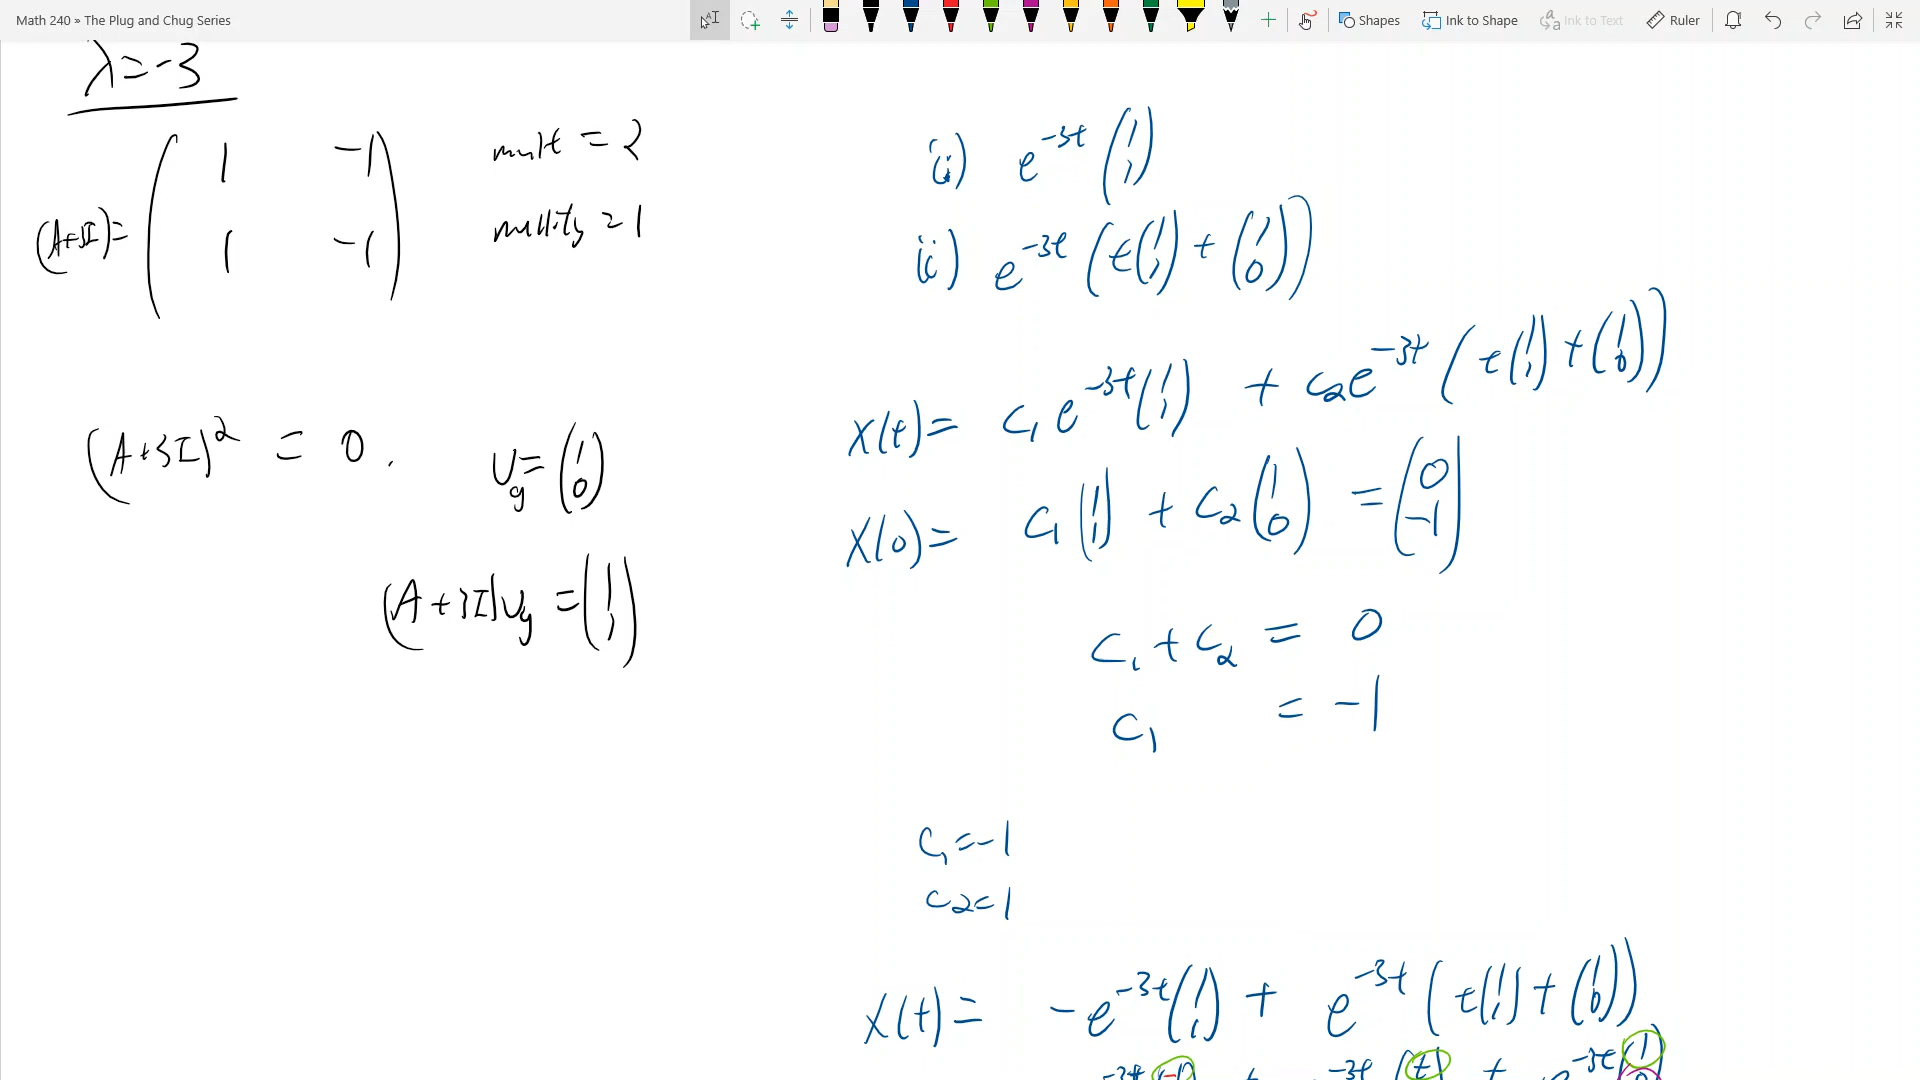 Math 240 » The Plug and Chug Series
Shapes Ink to Shape Ink to Text Ruler
λ = -3
(A+3I) = ( 1 -1
1 -1 )
mult = 2
nullity = 1
(A+3I)² = 0 .
Ug = (1 0)
(A+3I)Ug = (1 1)
(i) e^-3t (1 1)
(ii) e^-3t (t(1 1) + (1 0))
X(t) = c₁e^-3t (1 1) + c₂e^-3t (t(1 1) + (1 0))
X(0) = c₁(1 1) + c₂(1 0) = (0 -1)
c₁ + c₂ = 0
c₁ = -1
c₁ = -1
c₂ = 1
X(t) = -e^-3t (1 1) + e^-3t (t(1 1) + (1 0))